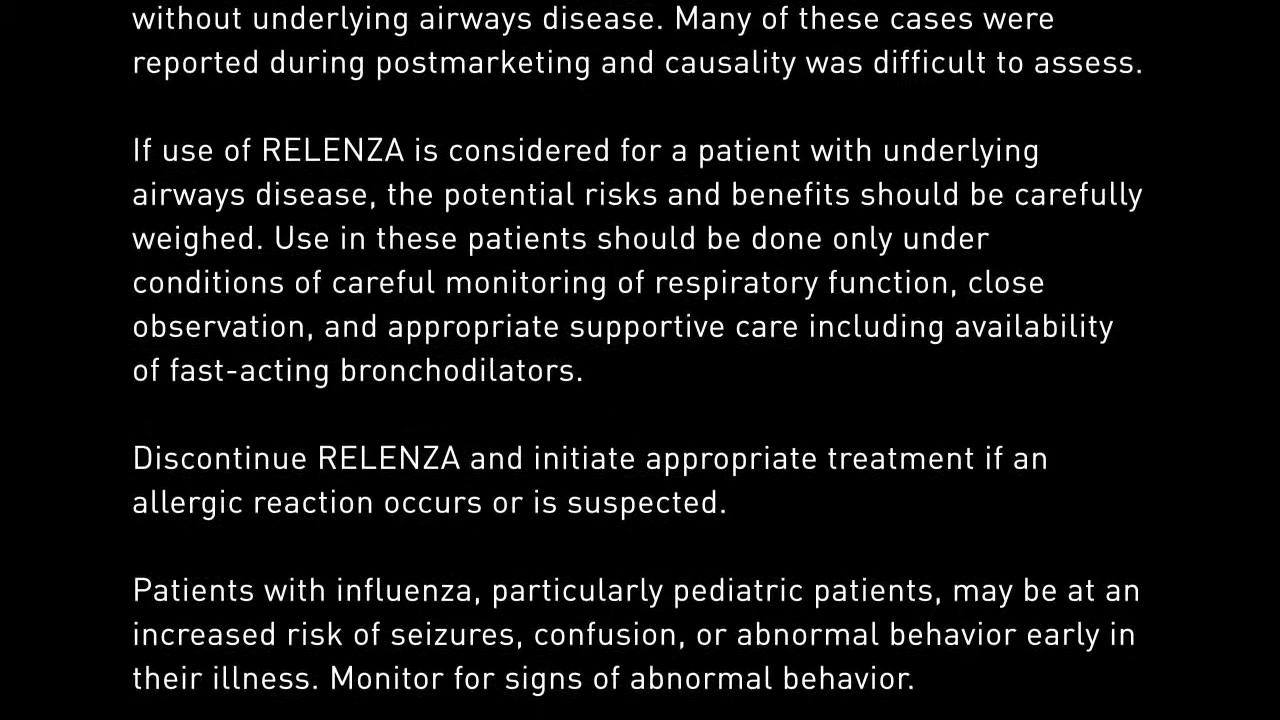 without underlying airways disease. Many of these cases were
reported during postmarketing and causality was difficult to assess.
If use of RELENZA is considered for a patient with underlying
airways disease, the potential risks and benefits should be carefully
weighed. Use in these patients should be done only under
conditions of careful monitoring of respiratory function, close
observation, and appropriate supportive care including availability
of fast-acting bronchodilators.
Discontinue RELENZA and initiate appropriate treatment if an
allergic reaction occurs or is suspected.
Patients with influenza, particularly pediatric patients, may be at an
increased risk of seizures, confusion, or abnormal behavior early in
their illness. Monitor for signs of abnormal behavior.